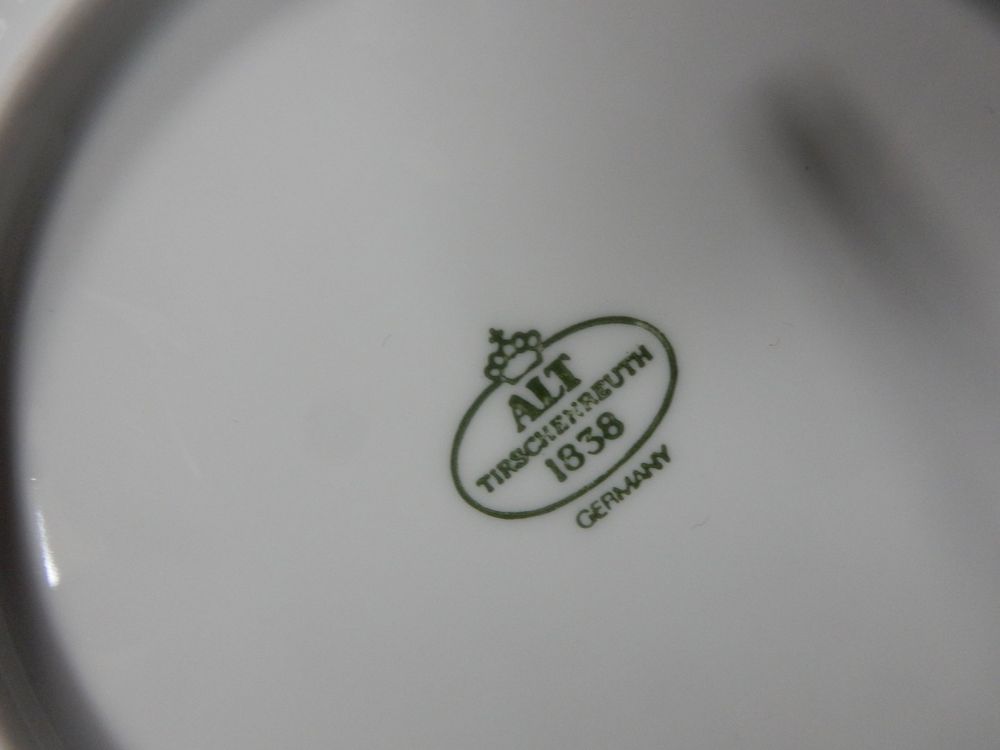 ALT
TIRSCHENREUTH
1838
GERMANY